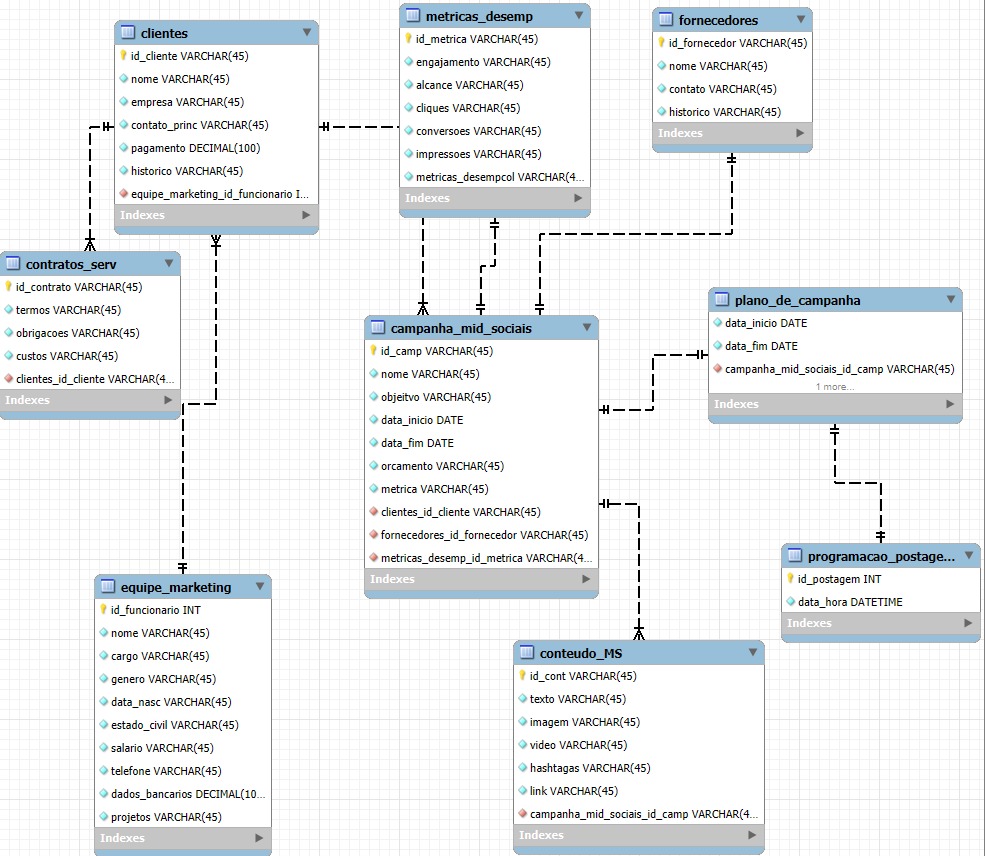 clientes
id_cliente VARCHAR(45)
nome VARCHAR(45)
empresa VARCHAR(45)
contato_princ VARCHAR(45)
pagamento DECIMAL(100)
historico VARCHAR(45)
equipe_marketing_id_funcionario I...
Indexes
metricas_desemp
id_metrica VARCHAR(45)
engajamento VARCHAR(45)
alcance VARCHAR(45)
cliques VARCHAR(45)
conversoes VARCHAR(45)
impressoes VARCHAR(45)
metricas_desempcol VARCHAR(4...
Indexes
fornecedores
id_fornecedor VARCHAR(45)
nome VARCHAR(45)
contato VARCHAR(45)
historico VARCHAR(45)
Indexes
contratos_serv
id_contrato VARCHAR(45)
termos VARCHAR(45)
obrigacoes VARCHAR(45)
custos VARCHAR(45)
clientes_id_cliente VARCHAR(4...
Indexes
campanha_mid_sociais
id_camp VARCHAR(45)
nome VARCHAR(45)
objeitvo VARCHAR(45)
data_inicio DATE
data_fim DATE
orcamento VARCHAR(45)
metrica VARCHAR(45)
clientes_id_cliente VARCHAR(45)
fornecedores_id_fornecedor VARCHAR(45)
metricas_desemp_id_metrica VARCHAR(4...
Indexes
plano_de_campanha
data_inicio DATE
data_fim DATE
campanha_mid_sociais_id_camp VARCHAR(45)
1 more...
Indexes
programacao_postage...
id_postagem INT
data_hora DATETIME
Indexes
equipe_marketing
id_funcionario INT
nome VARCHAR(45)
cargo VARCHAR(45)
genero VARCHAR(45)
data_nasc VARCHAR(45)
estado_civil VARCHAR(45)
salario VARCHAR(45)
telefone VARCHAR(45)
dados_bancarios DECIMAL(10...
projetos VARCHAR(45)
Indexes
conteudo_MS
id_cont VARCHAR(45)
texto VARCHAR(45)
imagem VARCHAR(45)
video VARCHAR(45)
hashtagas VARCHAR(45)
link VARCHAR(45)
campanha_mid_sociais_id_camp VARCHAR(4...
Indexes